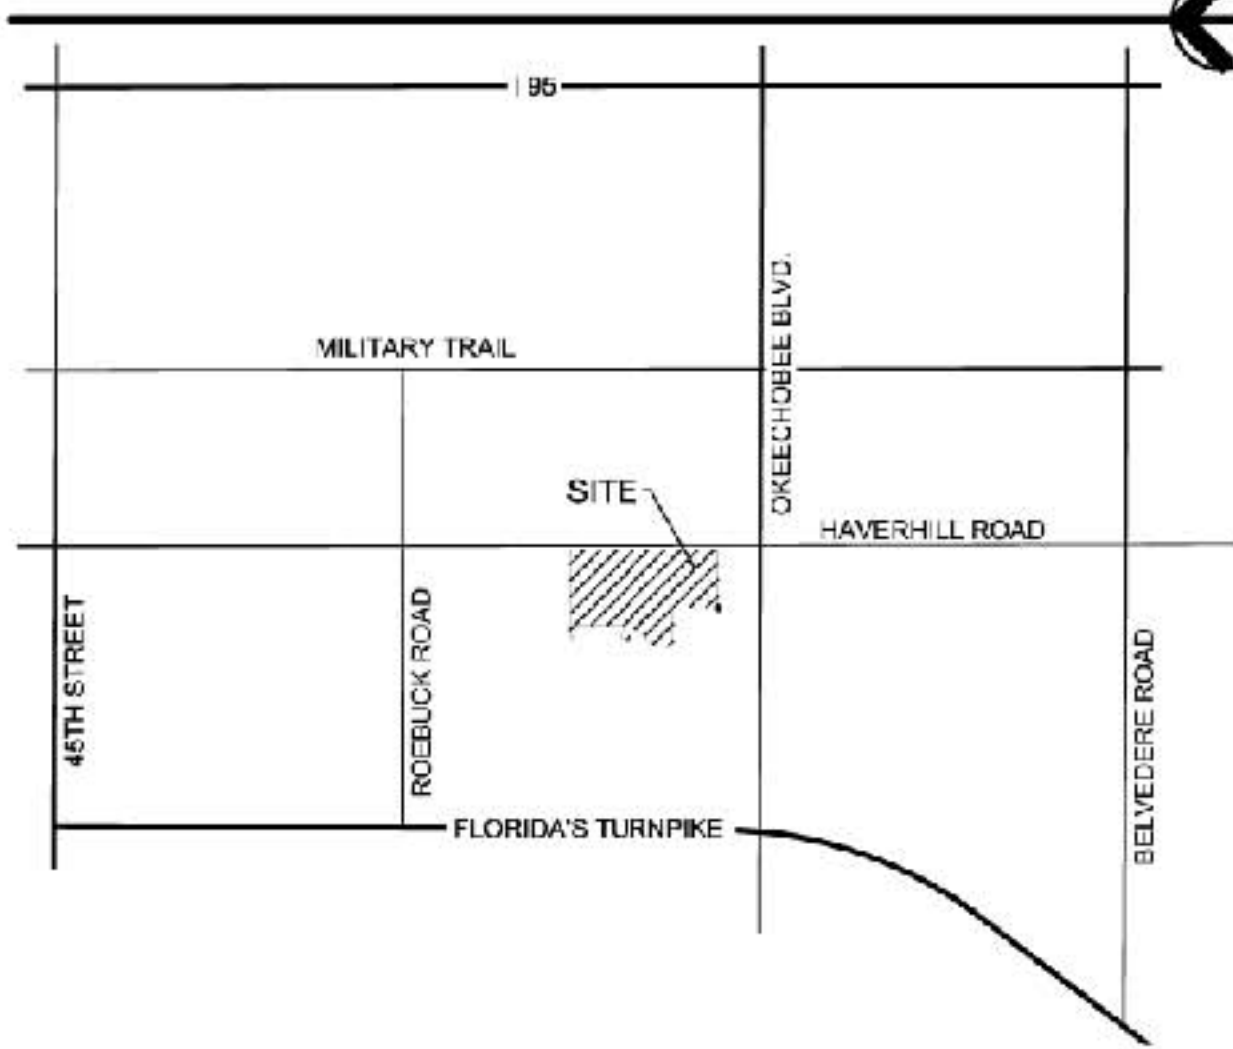 I 95
MILITARY TRAIL
OKEECHOBEE BLVD.
SITE
HAVERHILL ROAD
45TH STREET
ROEBUCK ROAD
BELVEDERE ROAD
FLORIDA'S TURNPIKE